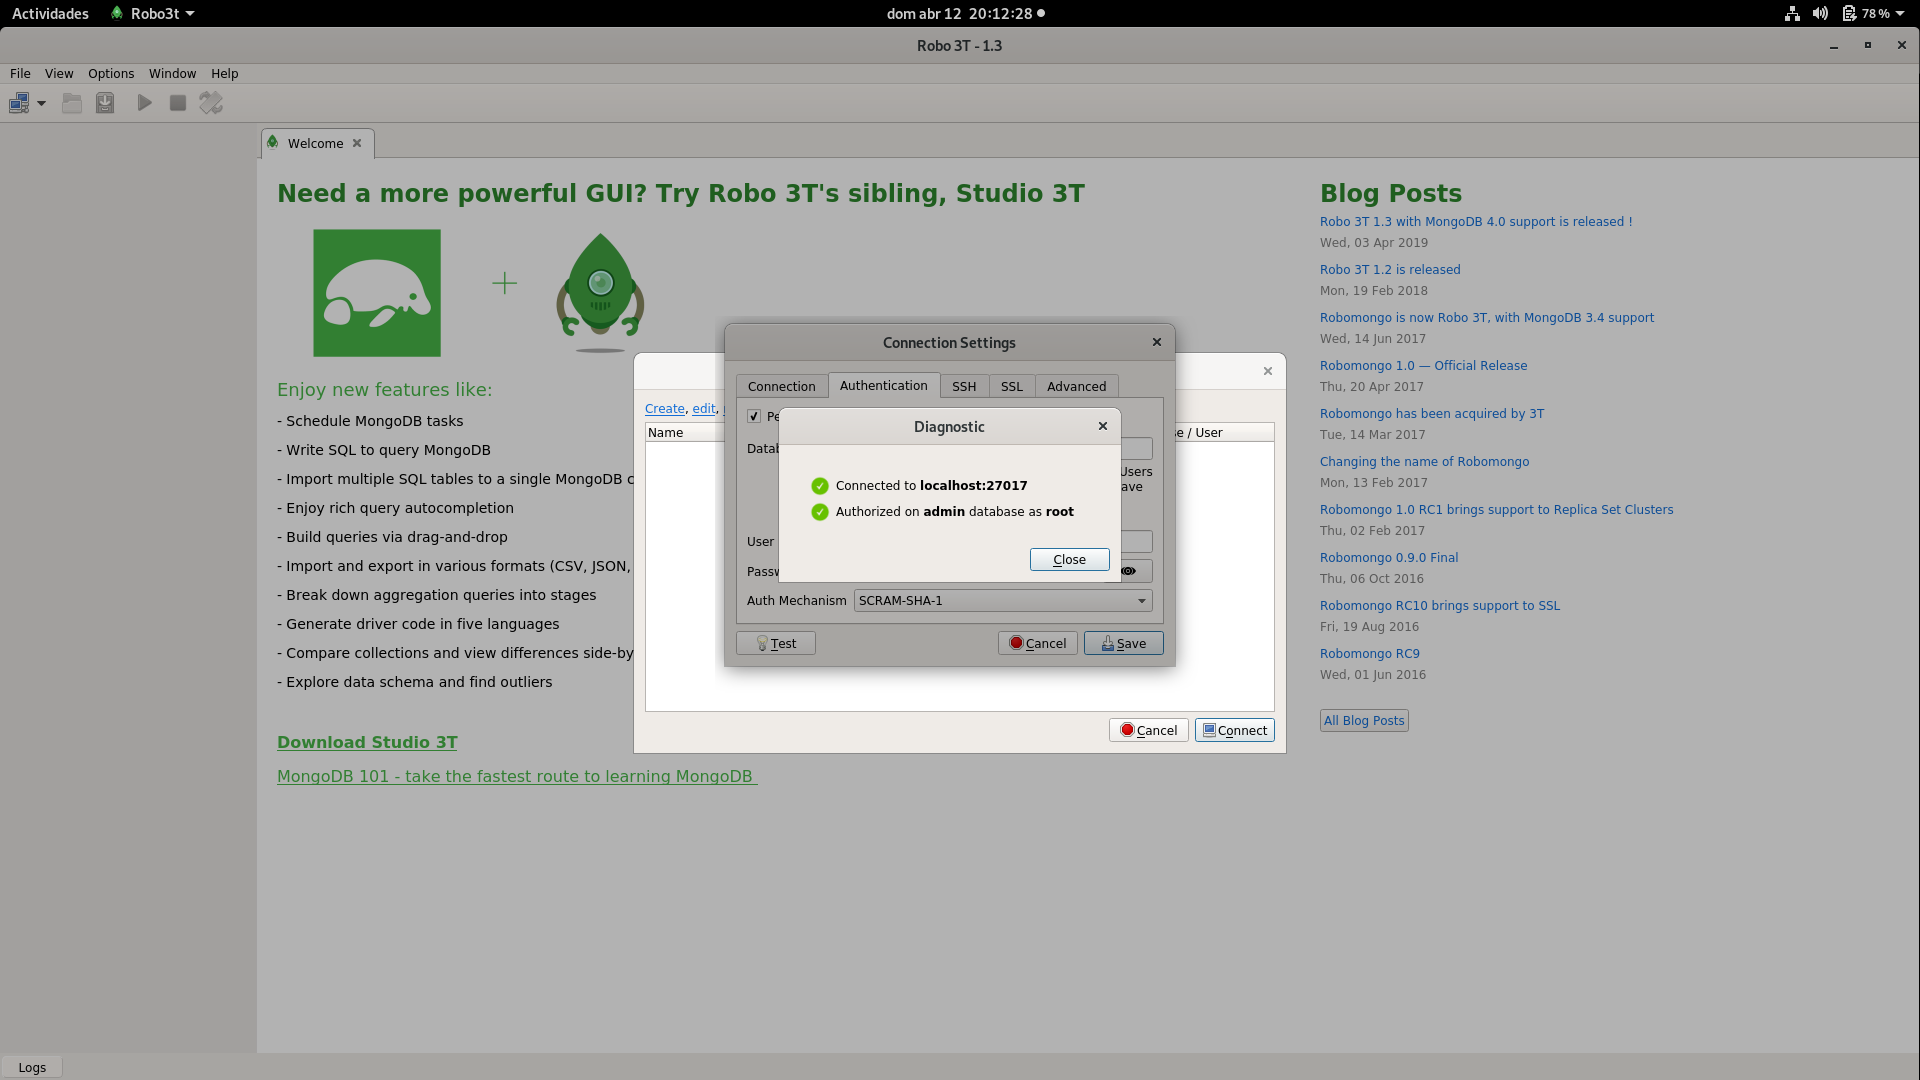 Actividades
Robo3t
dom abr 12 20:12:28
78 %
Robo 3T - 1.3
File
View
Options
Window
Help
Welcome
Need a more powerful GUI? Try Robo 3T's sibling, Studio 3T
Enjoy new features like:
- Schedule MongoDB tasks
- Write SQL to query MongoDB
- Import multiple SQL tables to a single MongoDB
- Enjoy rich query autocompletion
- Build queries via drag-and-drop
- Import and export in various formats (CSV, JSON,
- Break down aggregation queries into stages
- Generate driver code in five languages
- Compare collections and view differences side-by
- Explore data schema and find outliers
Download Studio 3T
MongoDB 101 - take the fastest route to learning MongoDB
Blog Posts
Robo 3T 1.3 with MongoDB 4.0 support is released !
Wed, 03 Apr 2019
Robo 3T 1.2 is released
Mon, 19 Feb 2018
Robomongo is now Robo 3T, with MongoDB 3.4 support
Wed, 14 Jun 2017
Robomongo 1.0 — Official Release
Thu, 20 Apr 2017
Robomongo has been acquired by 3T
Tue, 14 Mar 2017
Changing the name of Robomongo
Mon, 13 Feb 2017
Robomongo 1.0 RC1 brings support to Replica Set Clusters
Thu, 02 Feb 2017
Robomongo 0.9.0 Final
Thu, 06 Oct 2016
Robomongo RC10 brings support to SSL
Fri, 19 Aug 2016
Robomongo RC9
Wed, 01 Jun 2016
All Blog Posts
Create, edit,
Name
/ User
Cancel
Connect
Connection Settings
Connection
Authentication
SSH
SSL
Advanced
Users
User
Auth Mechanism
SCRAM-SHA-1
Test
Cancel
Save
Diagnostic
Connected to localhost:27017
Authorized on admin database as root
Close
Logs